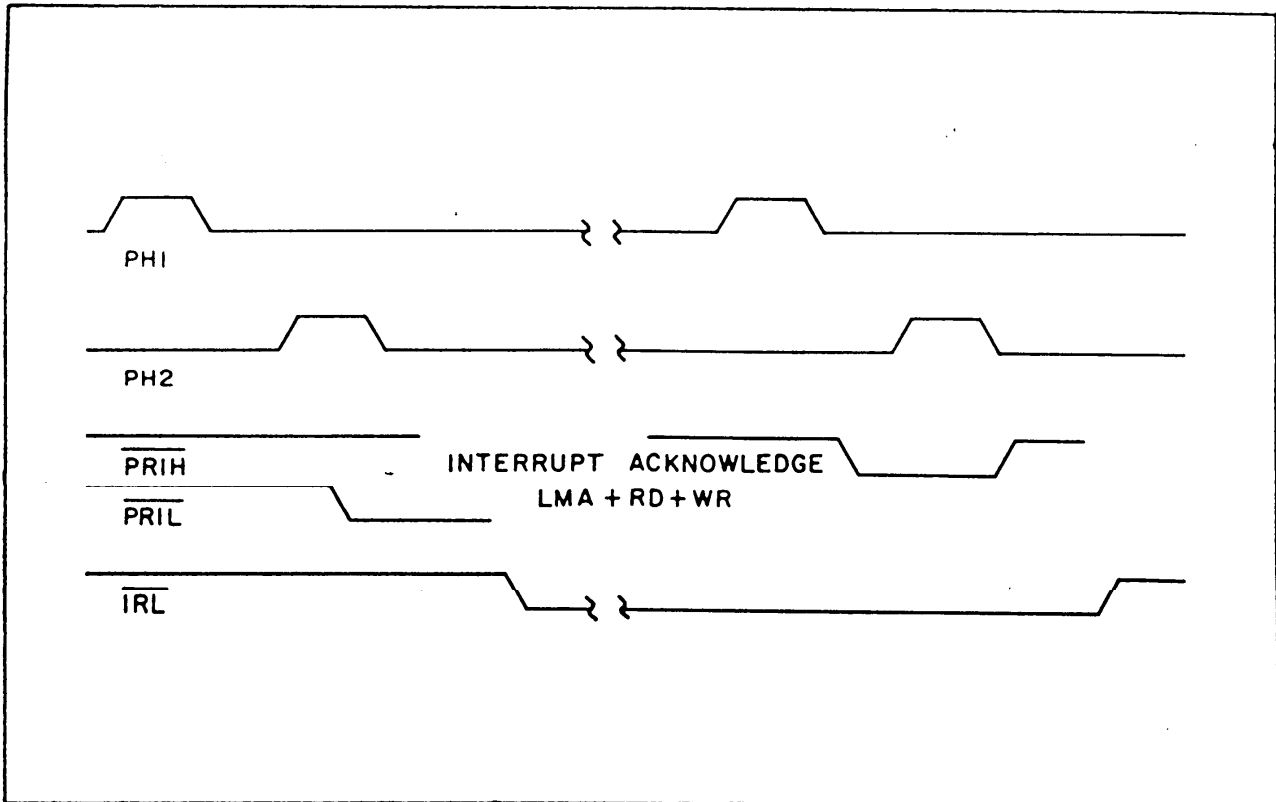 PH1
PH2
PRIH
INTERRUPT ACKNOWLEDGE
LMA + RD + WR
PRIL
IRL